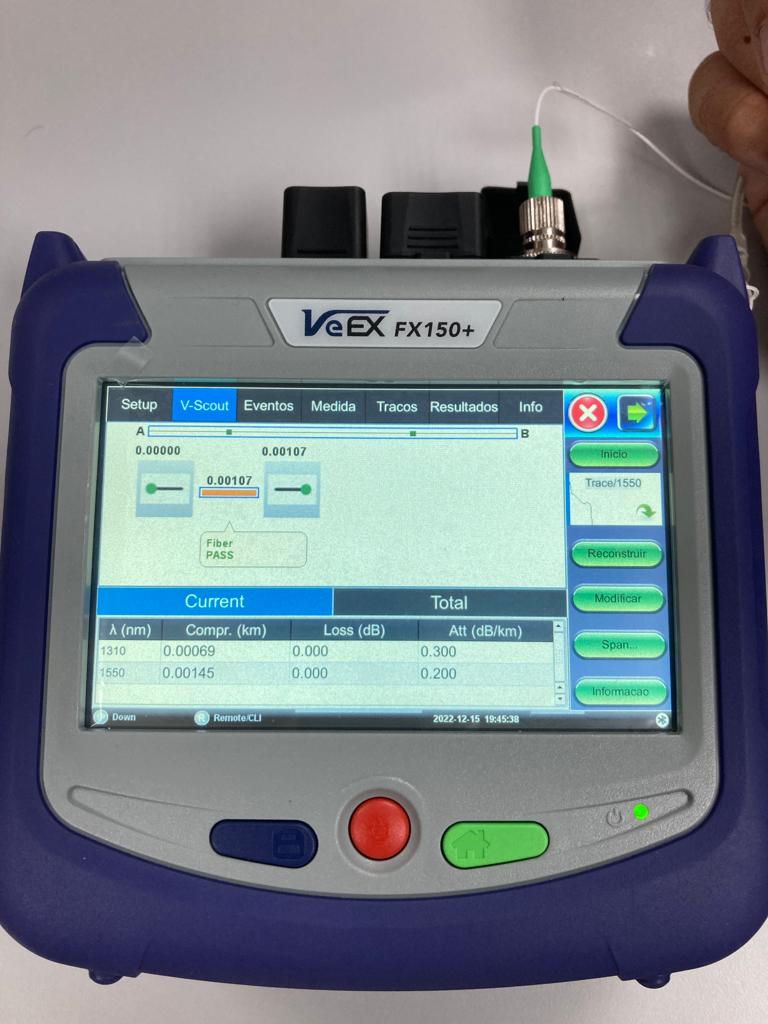 VeEX FX150+
Setup V-Scout Eventos Medida Tracos Resultados Info
A B
0.00000 0.00107
0.00107
Fiber
PASS
Inicio
Trace/1550
Reconstruir
Modificar
Span...
Informacao
Current Total
λ (nm) Compr. (km) Loss (dB) Att (dB/km)
1310 0.00069 0.000 0.300
1550 0.00145 0.000 0.200
Down R Remote/CLI 2022-12-15 19:45:38